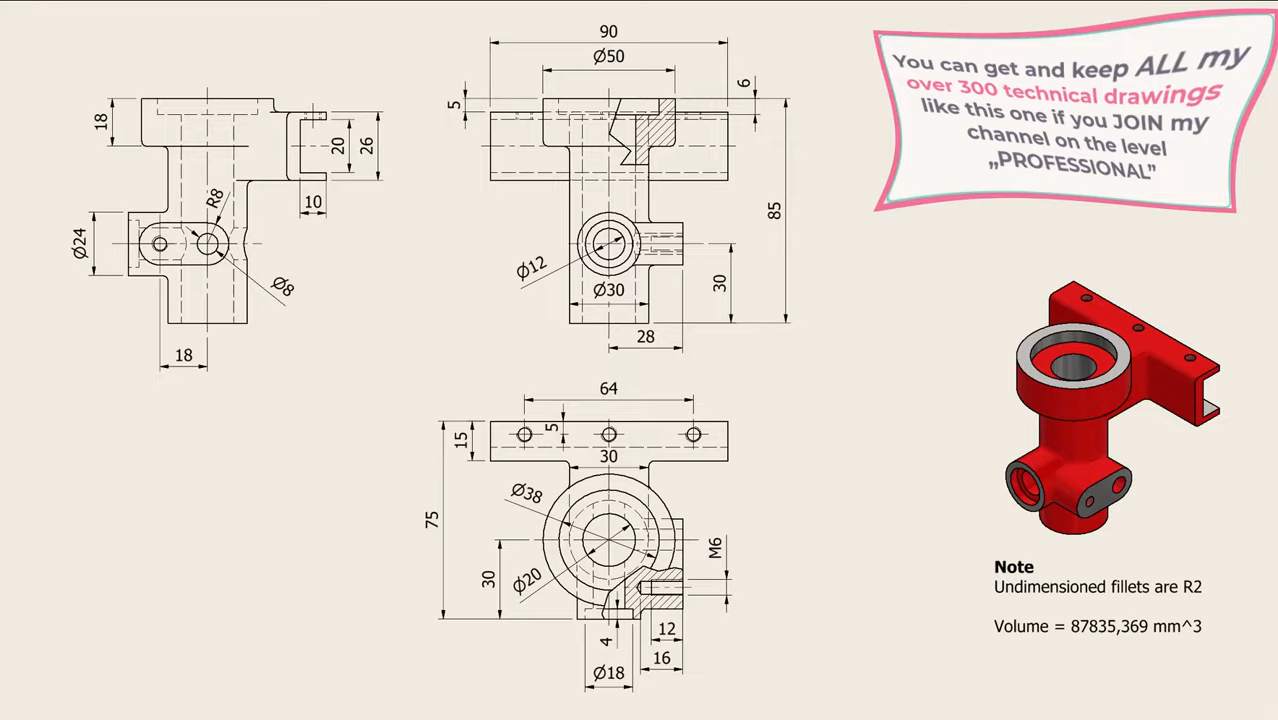 You can get and keep ALL my
over 300 technical drawings
like this one if you JOIN my
channel on the level
„PROFESSIONAL”
18
20
26
10
R8
Ø24
Ø8
18
90
Ø50
5
6
85
Ø12
Ø30
30
28
64
15
5
30
Ø38
75
30
Ø20
M6
4
12
16
Ø18
Note
Undimensioned fillets are R2
Volume = 87835,369 mm^3